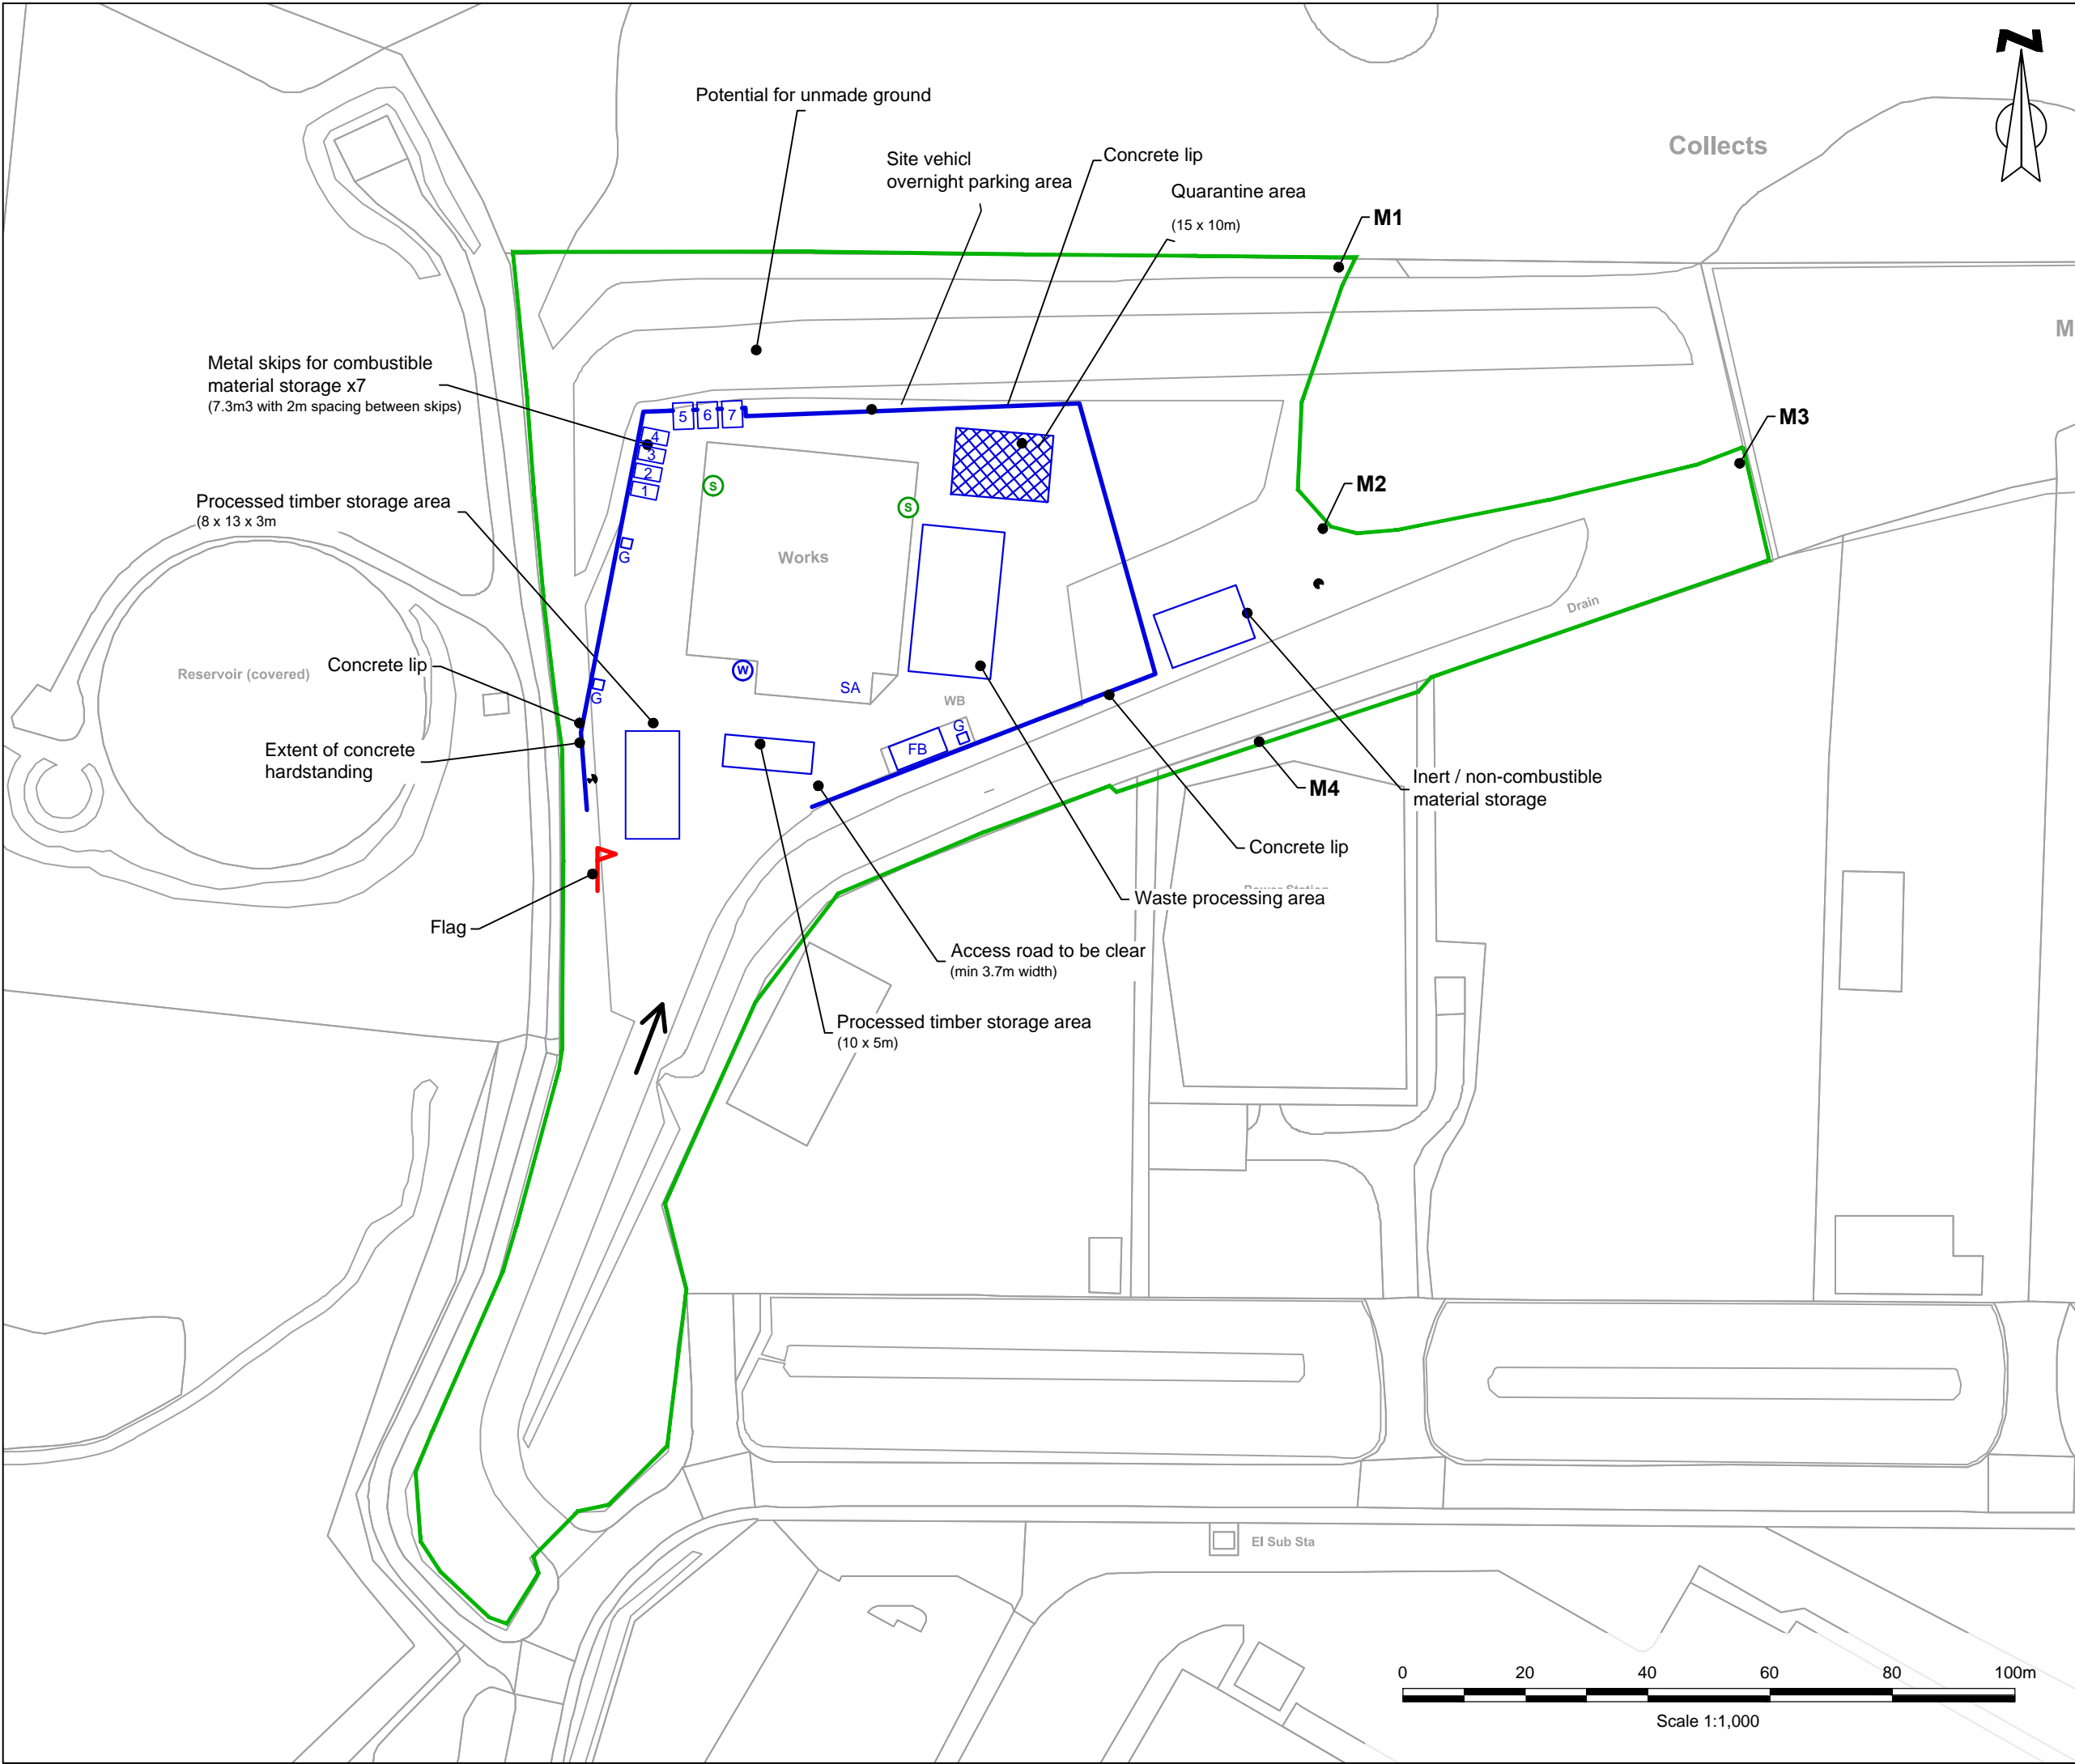 N
Potential for unmade ground
Collects
Site vehicl
overnight parking area
Concrete lip
Quarantine area
(15 x 10m)
M1
M
Metal skips for combustible
material storage x7
(7.3m3 with 2m spacing between skips)
5
6
7
4
3
2
1
M3
M2
Processed timber storage area
(8 x 13 x 3m
S
S
Works
G
Drain
Reservoir (covered)
Concrete lip
W
SA
G
WB
G
FB
Extent of concrete
hardstanding
M4
Inert / non-combustible
material storage
Concrete lip
Waste processing area
Flag
Access road to be clear
(min 3.7m width)
Processed timber storage area
(10 x 5m)
El Sub Sta
0
20
40
60
80
100m
Scale 1:1,000